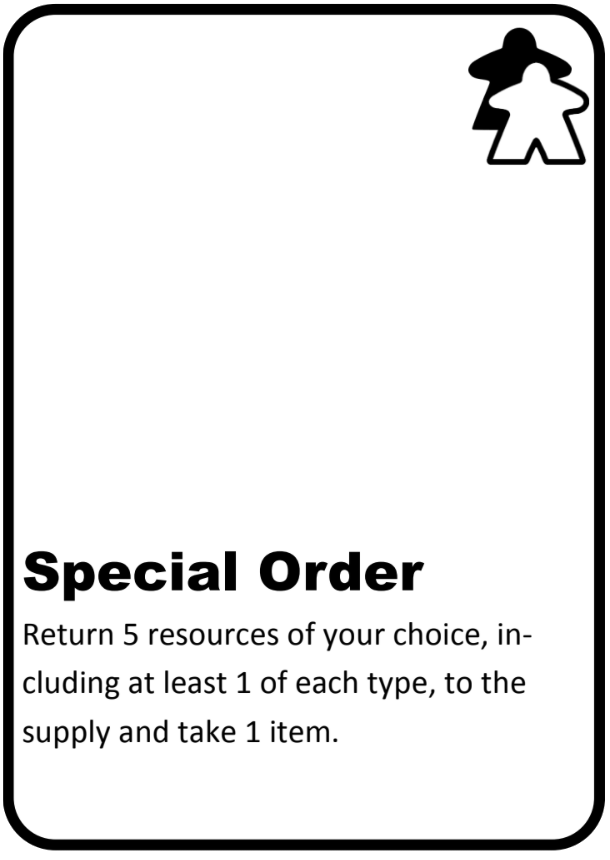 Special Order
Return 5 resources of your choice, in-
cluding at least 1 of each type, to the
supply and take 1 item.